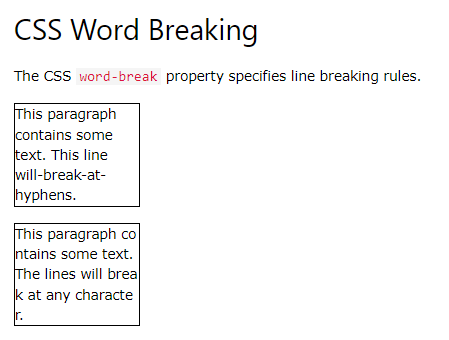 CSS Word Breaking
The CSS word-break property specifies line breaking rules.
This paragraph
contains some
text. This line
will-break-at-
hyphens.
This paragraph co
ntains some text.
The lines will brea
k at any characte
r.